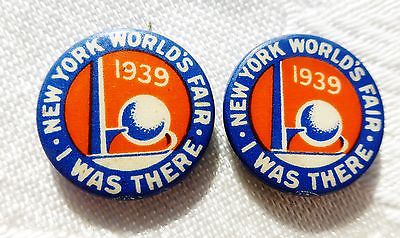 NEW YORK WORLD'S FAIR
1939
· I WAS THERE ·
NEW YORK WORLD'S FAIR
1939
· I WAS THERE ·